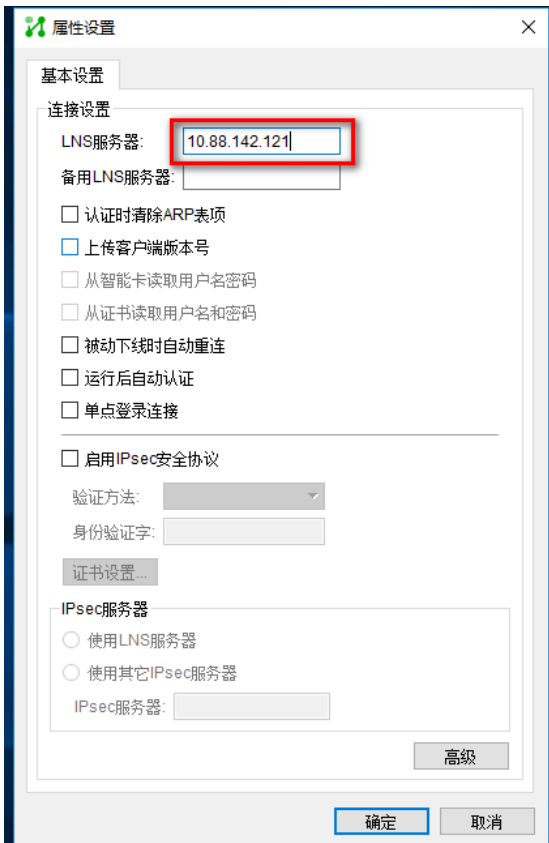 属性设置
基本设置
连接设置
LNS服务器: 10.88.142.121
备用LNS服务器:
认证时清除ARP表项
上传客户端版本号
从智能卡读取用户名密码
从证书读取用户名和密码
被动下线时自动重连
运行后自动认证
单点登录连接
启用IPsec安全协议
验证方法:
身份验证字:
证书设置...
IPsec服务器
使用LNS服务器
使用其它IPsec服务器
IPsec服务器:
高级
确定 取消